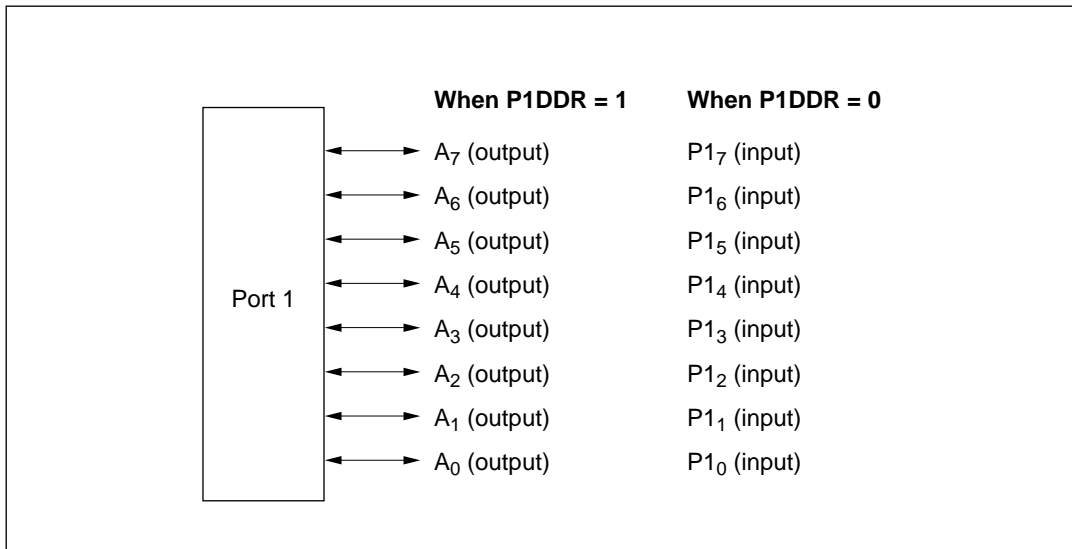 When P1DDR = 1 When P1DDR = 0
A₇ (output) P1₇ (input)
A₆ (output) P1₆ (input)
A₅ (output) P1₅ (input)
A₄ (output) P1₄ (input)
Port 1
A₃ (output) P1₃ (input)
A₂ (output) P1₂ (input)
A₁ (output) P1₁ (input)
A₀ (output) P1₀ (input)